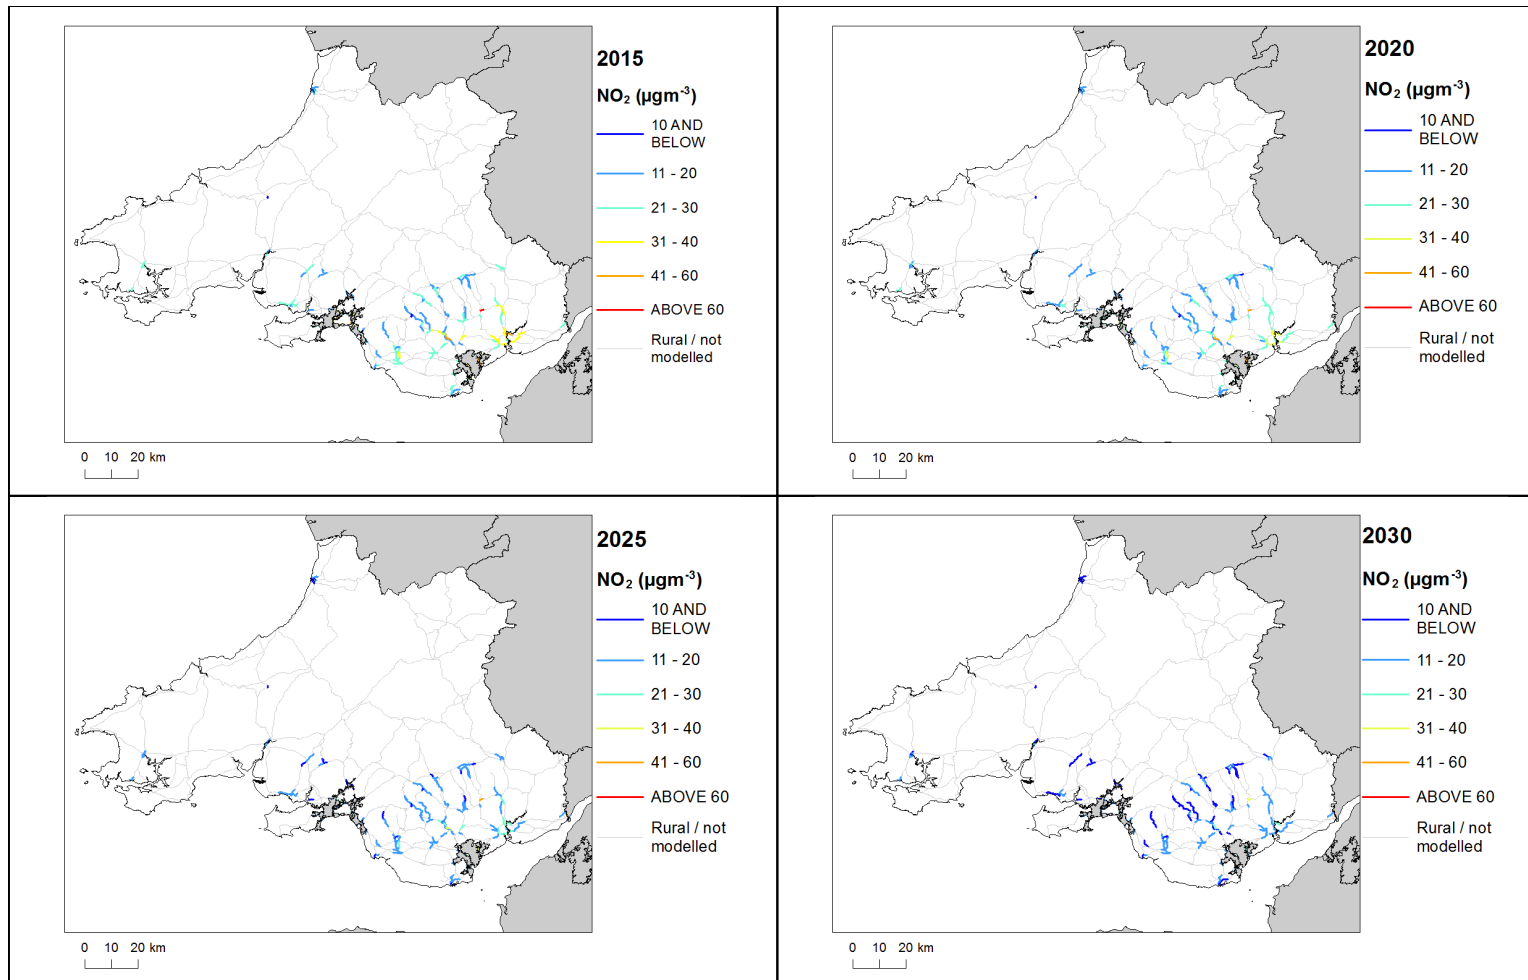 2015
NO₂ (µgm⁻³)
10 AND
BELOW
11 - 20
21 - 30
31 - 40
41 - 60
ABOVE 60
Rural / not
modelled
0 10 20 km
2020
NO₂ (µgm⁻³)
10 AND
BELOW
11 - 20
21 - 30
31 - 40
41 - 60
ABOVE 60
Rural / not
modelled
0 10 20 km
2025
NO₂ (µgm⁻³)
10 AND
BELOW
11 - 20
21 - 30
31 - 40
41 - 60
ABOVE 60
Rural / not
modelled
0 10 20 km
2030
NO₂ (µgm⁻³)
10 AND
BELOW
11 - 20
21 - 30
31 - 40
41 - 60
ABOVE 60
Rural / not
modelled
0 10 20 km